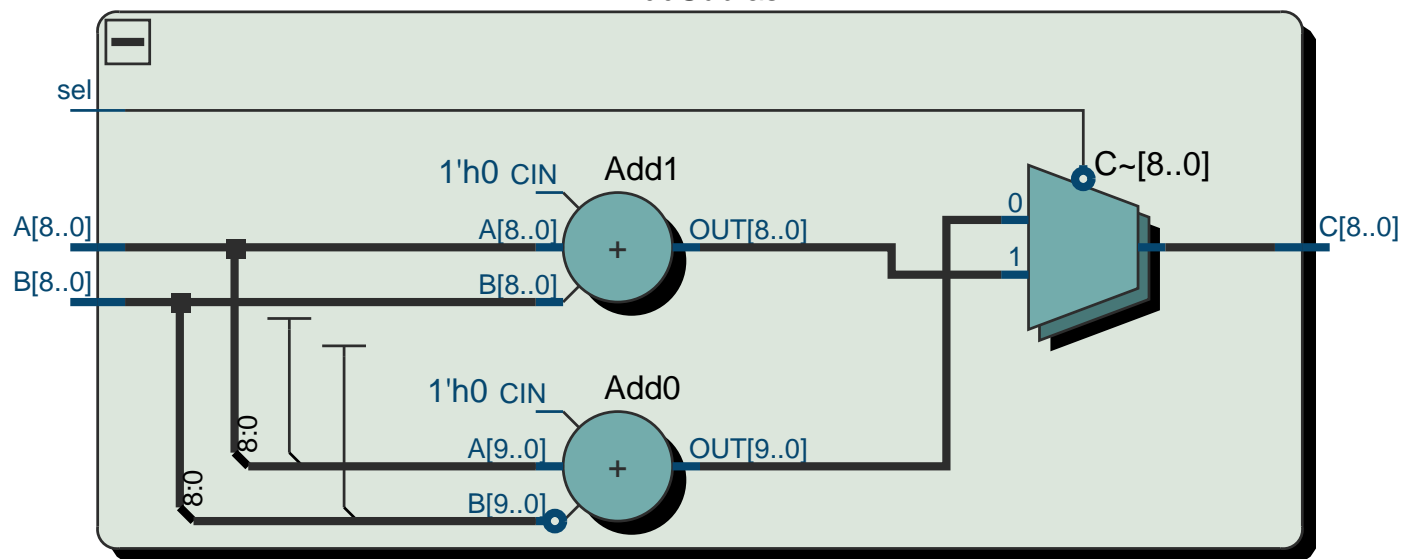 sel
1'h0 CIN
Add1
C~[8..0]
0
A[8..0]
A[8..0]
OUT[8..0]
C[8..0]
1
B[8..0]
B[8..0]
1'h0 CIN
Add0
8:0
A[9..0]
OUT[9..0]
8:0
B[9..0]
+
+